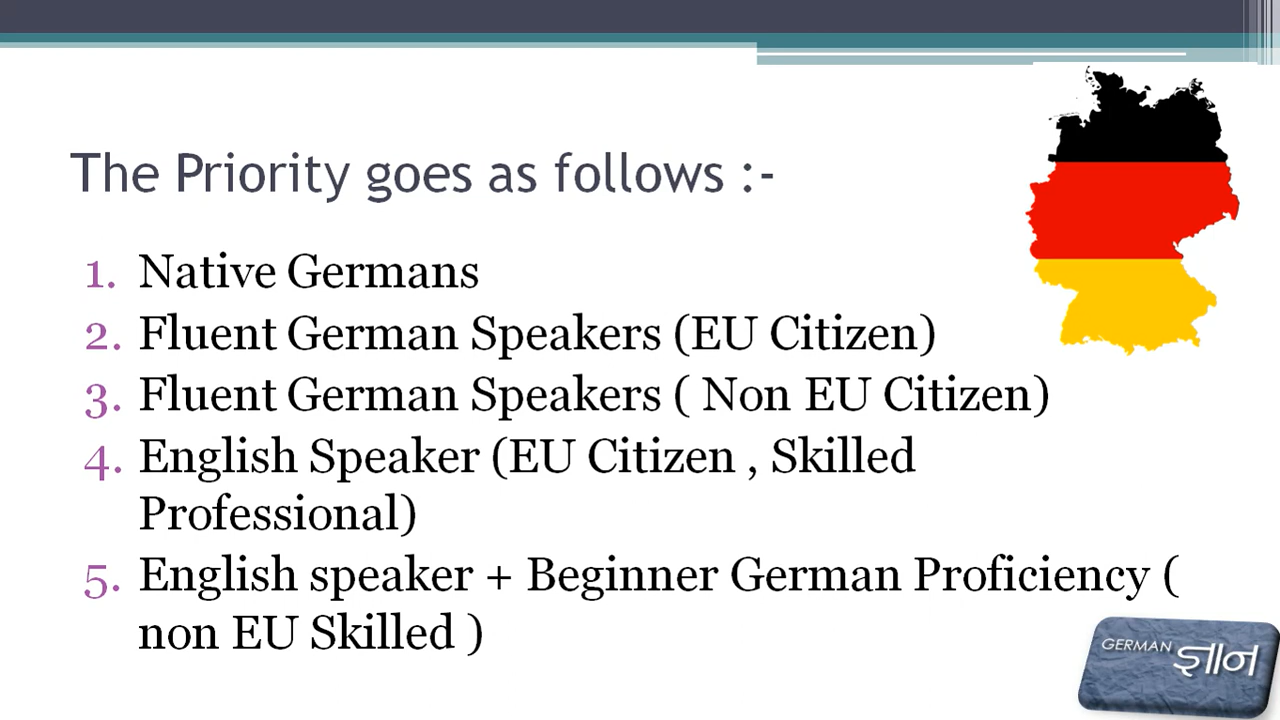 The Priority goes as follows :-
1. Native Germans
2. Fluent German Speakers (EU Citizen)
3. Fluent German Speakers ( Non EU Citizen)
4. English Speaker (EU Citizen , Skilled
Professional)
5. English speaker + Beginner German Proficiency (
non EU Skilled )
GERMAN ज्ञान